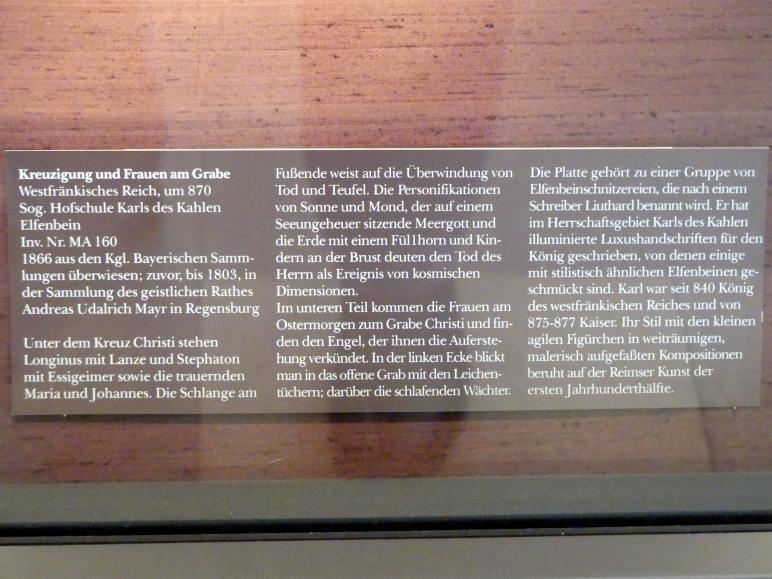 Kreuzigung und Frauen am Grabe
Westfränkisches Reich, um 870
Sog. Hofschule Karls des Kahlen
Elfenbein
Inv. Nr. MA 160
1866 aus den Kgl. Bayerischen Samm-
lungen überwiesen; zuvor, bis 1803, in
der Sammlung des geistlichen Rathes
Andreas Udalrich Mayr in Regensburg
Unter dem Kreuz Christi stehen
Longinus mit Lanze und Stephaton
mit Essigeimer sowie die trauernden
Maria und Johannes. Die Schlange am
Fußende weist auf die Überwindung von
Tod und Teufel. Die Personifikationen
von Sonne und Mond, der auf einem
Seeungeheuer sitzende Meergott und
die Erde mit einem Fül1horn und Kin-
dern an der Brust deuten den Tod des
Herrn als Ereignis von kosmischen
Dimensionen.
Im unteren Teil kommen die Frauen am
Ostermorgen zum Grabe Christi und fin-
den den Engel, der ihnen die Auferste-
hung verkündet. In der linken Ecke blickt
man in das offene Grab mit den Leichen-
tüchern; darüber die schlafenden Wächter.
Die Platte gehört zu einer Gruppe von
Elfenbeinschnitzereien, die nach einem
Schreiber Liuthard benannt wird. Er hat
im Herrschaftsgebiet Karls des Kahlen
illuminierte Luxushandschriften für den
König geschrieben, von denen einige
mit stilistisch ähnlichen Elfenbeinen ge-
schmückt sind. Karl war seit 840 König
des westfränkischen Reiches und von
875-877 Kaiser. Ihr Stil mit den kleinen
agilen Figürchen in weiträumigen,
malerisch aufgefaßten Kompositionen
beruht auf der Reimser Kunst der
ersten Jahrhunderthälfte.